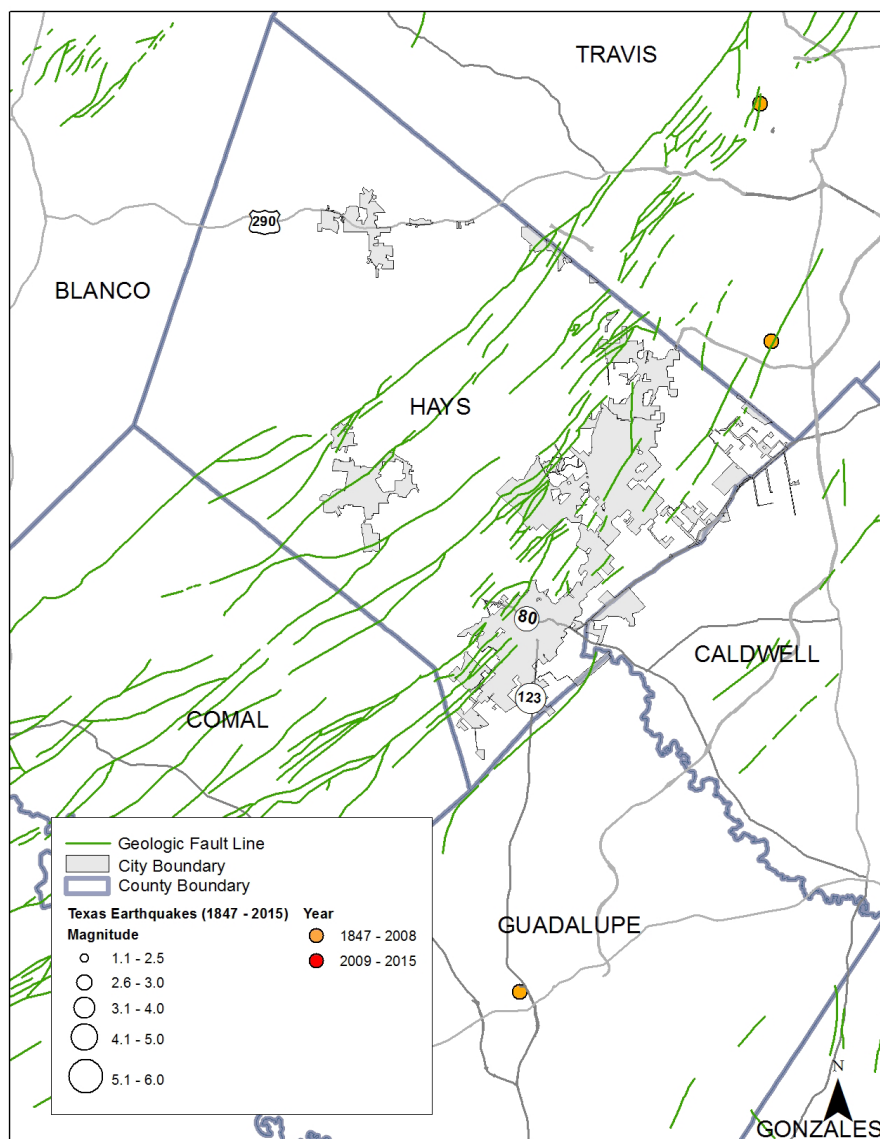 TRAVIS
290
BLANCO
HAYS
80
CALDWELL
123
COMAL
GUADALUPE
Geologic Fault Line
City Boundary
County Boundary
Texas Earthquakes (1847 - 2015) Year
Magnitude
1847 - 2008
1.1 - 2.5
2009 - 2015
2.6 - 3.0
3.1 - 4.0
4.1 - 5.0
5.1 - 6.0
N
GONZALES